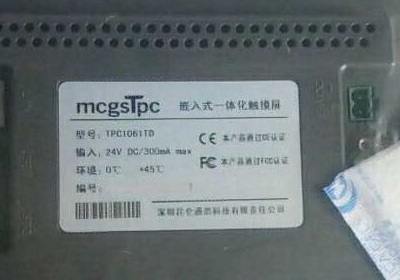 mcgsTpc 嵌入式一体化触摸屏
型号: TPC1061TD
CE 本产品通过CE认证
输入: 24V DC/300mA max
FC 本产品通过FCC认证
环境: 0℃ +45℃
编号:
深圳昆仑通态科技有限责任公司